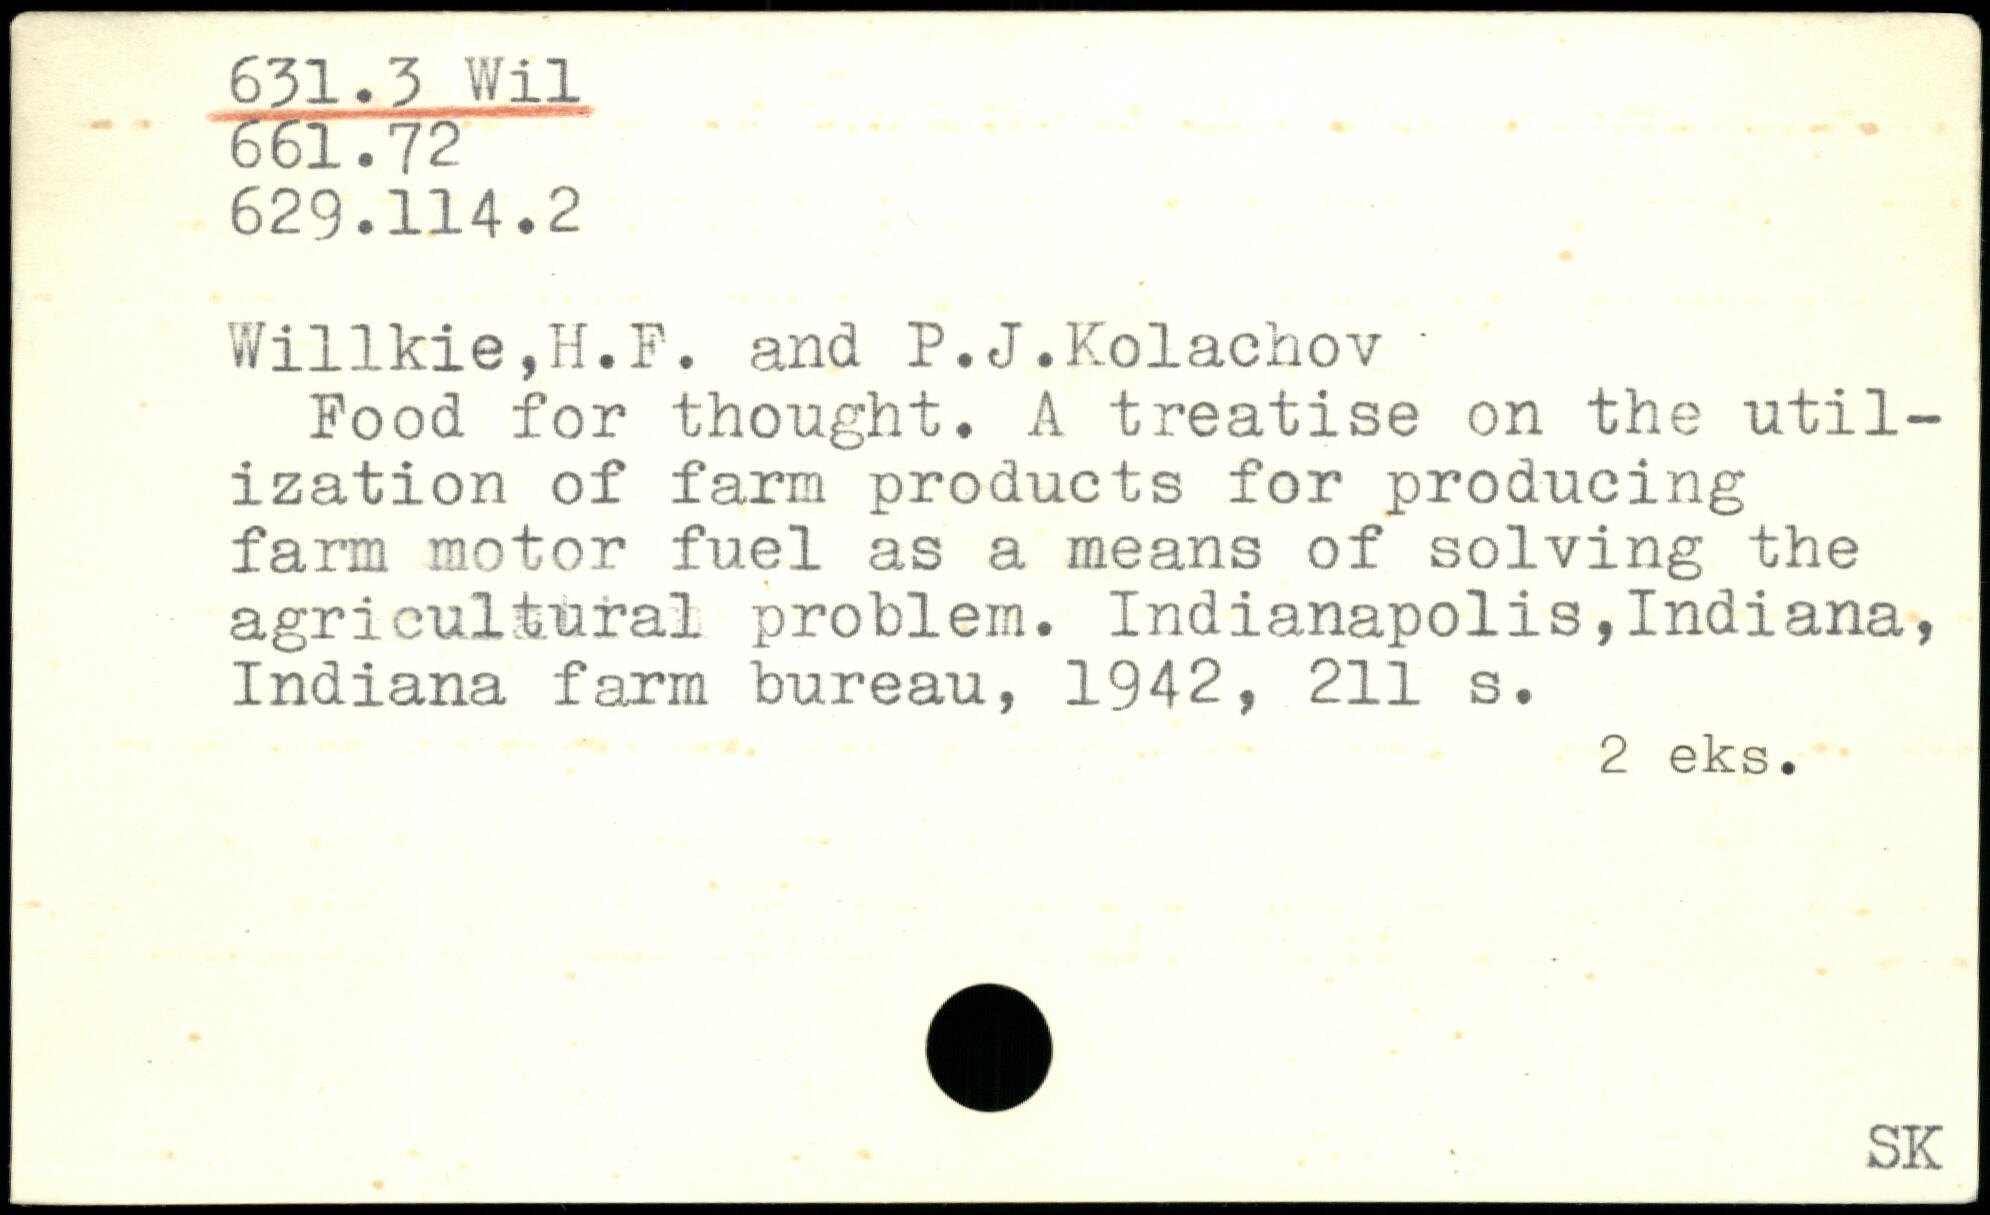 631.3 Wil
661.72
629.114.2
Willkie,H.F. and P.J.Kolachov
Food for thought. A treatise on the util-
ization of farm products for producing
farm motor fuel as a means of solving the
agricultural problem. Indianapolis,Indiana,
Indiana farm bureau, 1942, 211 s.
2 eks.
SK